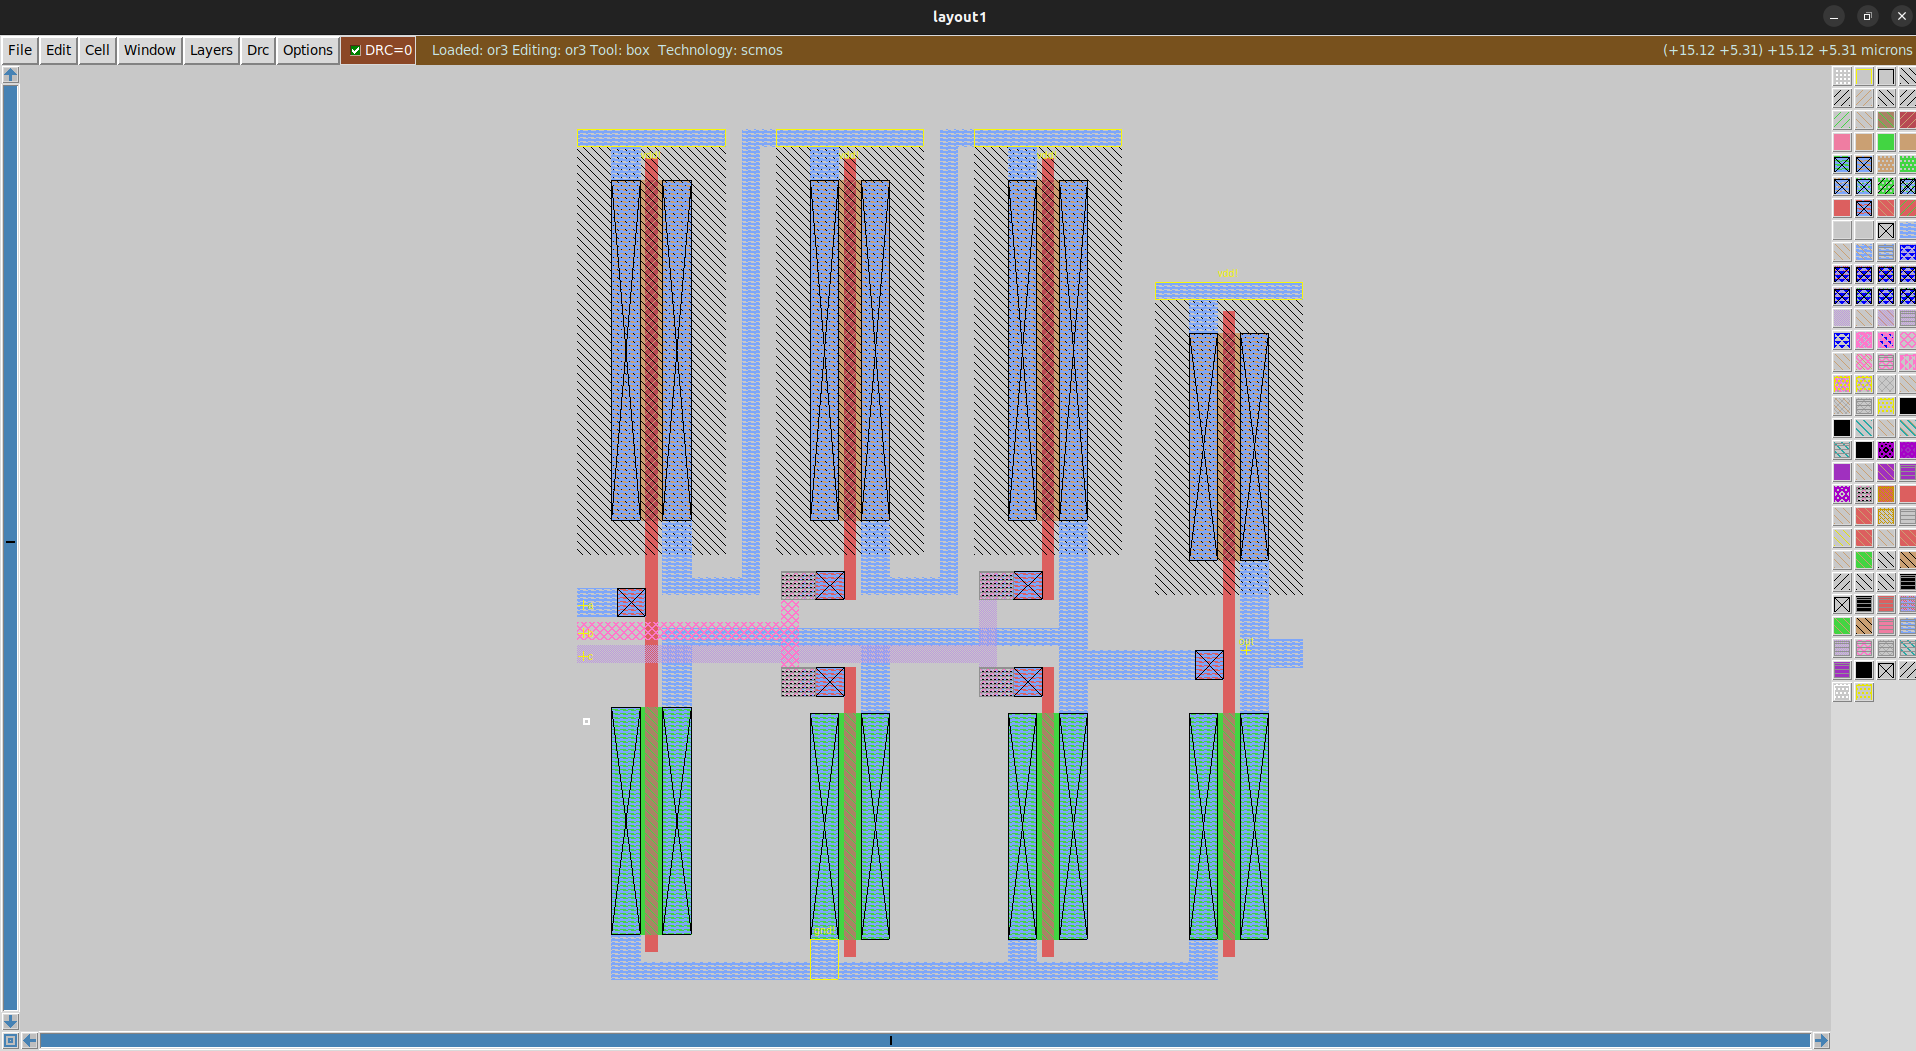 layout1
File Edit Cell Window Layers Drc Options DRC=0 Loaded: or3 Editing: or3 Tool: box Technology: scmos (+15.12 +5.31) +15.12 +5.31 microns
vdd!
a
c
out
gnd!